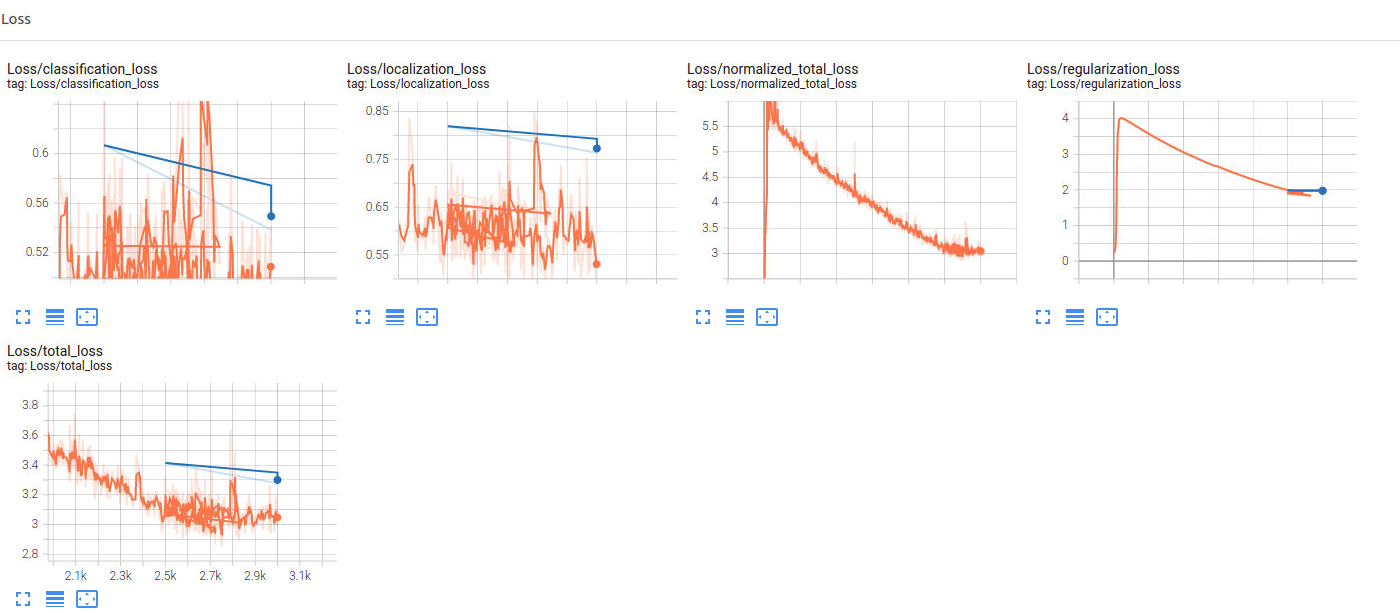 Loss
Loss/classification_loss
tag: Loss/classification_loss
0.6
0.56
0.52
Loss/localization_loss
tag: Loss/localization_loss
0.85
0.75
0.65
0.55
Loss/normalized_total_loss
tag: Loss/normalized_total_loss
5.5
5
4.5
4
3.5
3
Loss/regularization_loss
tag: Loss/regularization_loss
4
3
2
1
0
Loss/total_loss
tag: Loss/total_loss
3.8
3.6
3.4
3.2
3
2.8
2.1k 2.3k 2.5k 2.7k 2.9k 3.1k